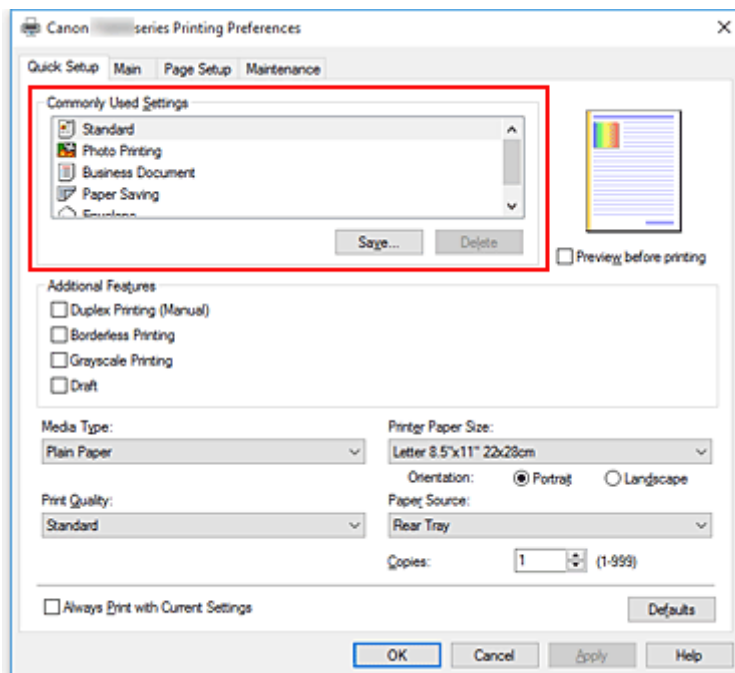 Canon series Printing Preferences
Quick Setup Main Page Setup Maintenance
Commonly Used Settings
Standard
Photo Printing
Business Document
Paper Saving
Envelope
Save... Delete
Preview before printing
Additional Features
Duplex Printing (Manual)
Borderless Printing
Grayscale Printing
Draft
Media Type: Printer Paper Size:
Plain Paper Letter 8.5"x11" 22x28cm
Orientation: Portrait Landscape
Print Quality: Paper Source:
Standard Rear Tray
Copies: 1 (1-999)
Always Print with Current Settings Defaults
OK Cancel Apply Help